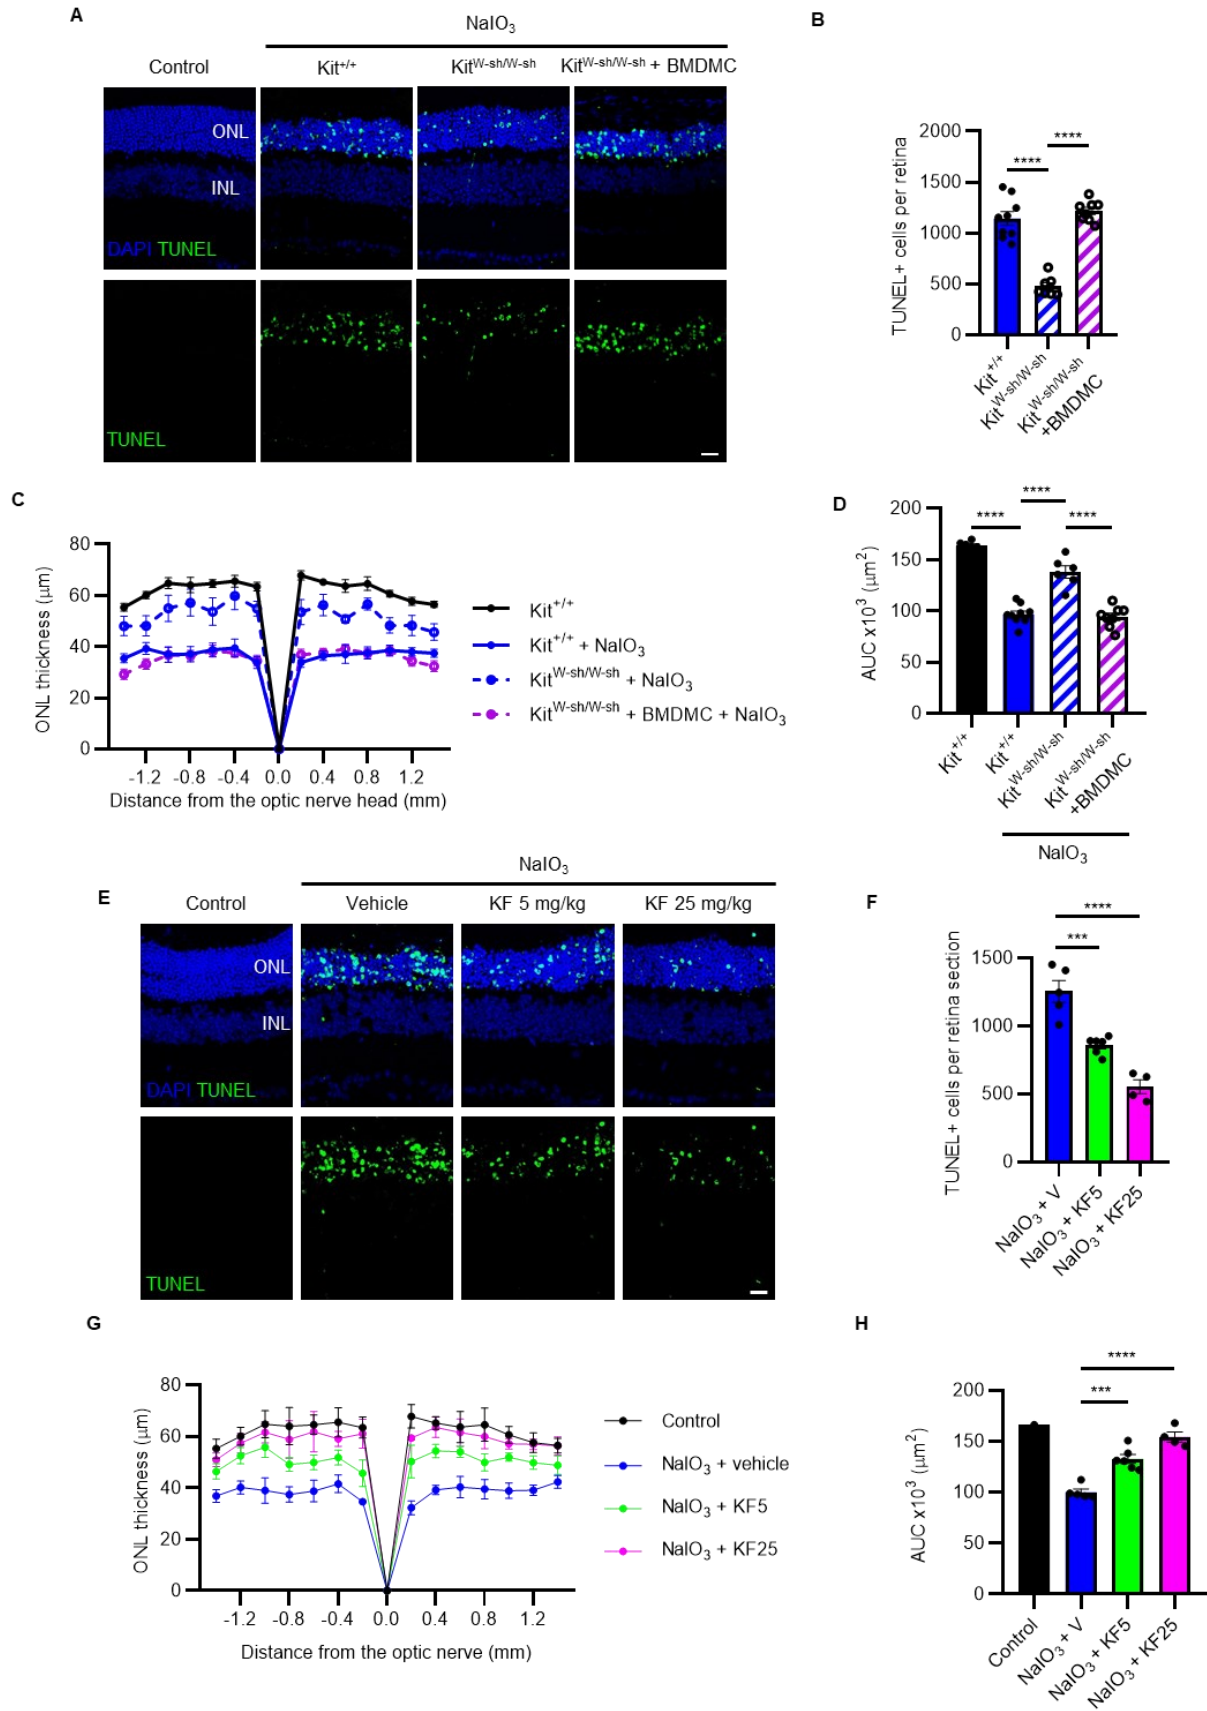 A
NaIO₃
Control
Kit⁺/⁺
Kitᵂ⁻ˢʰ/ᵂ⁻ˢʰ
Kitᵂ⁻ˢʰ/ᵂ⁻ˢʰ + BMDMC
ONL
INL
DAPI TUNEL
TUNEL
B
TUNEL+ cells per retina
2000
1500
1000
500
0
****
****
Kit⁺/⁺
Kitᵂ⁻ˢʰ/ᵂ⁻ˢʰ
Kitᵂ⁻ˢʰ/ᵂ⁻ˢʰ
+BMDMC
C
ONL thickness (μm)
80
60
40
20
0
-1.2 -0.8 -0.4 0.0 0.4 0.8 1.2
Distance from the optic nerve head (mm)
Kit⁺/⁺
Kit⁺/⁺ + NaIO₃
Kitᵂ⁻ˢʰ/ᵂ⁻ˢʰ + NaIO₃
Kitᵂ⁻ˢʰ/ᵂ⁻ˢʰ + BMDMC + NaIO₃
D
AUC x10³ (μm²)
200
150
100
50
0
****
****
****
Kit⁺/⁺
Kit⁺/⁺
Kitᵂ⁻ˢʰ/ᵂ⁻ˢʰ
Kitᵂ⁻ˢʰ/ᵂ⁻ˢʰ
+BMDMC
NaIO₃
E
NaIO₃
Control
Vehicle
KF 5 mg/kg
KF 25 mg/kg
ONL
INL
DAPI TUNEL
TUNEL
F
TUNEL+ cells per retina section
1500
1000
500
0
****
***
NaIO₃ + V
NaIO₃ + KF5
NaIO₃ + KF25
G
ONL thickness (μm)
80
60
40
20
0
-1.2 -0.8 -0.4 0.0 0.4 0.8 1.2
Distance from the optic nerve (mm)
Control
NaIO₃ + vehicle
NaIO₃ + KF5
NaIO₃ + KF25
H
AUC x10³ (μm²)
200
150
100
50
0
****
***
Control
NaIO₃ + V
NaIO₃ + KF5
NaIO₃ + KF25